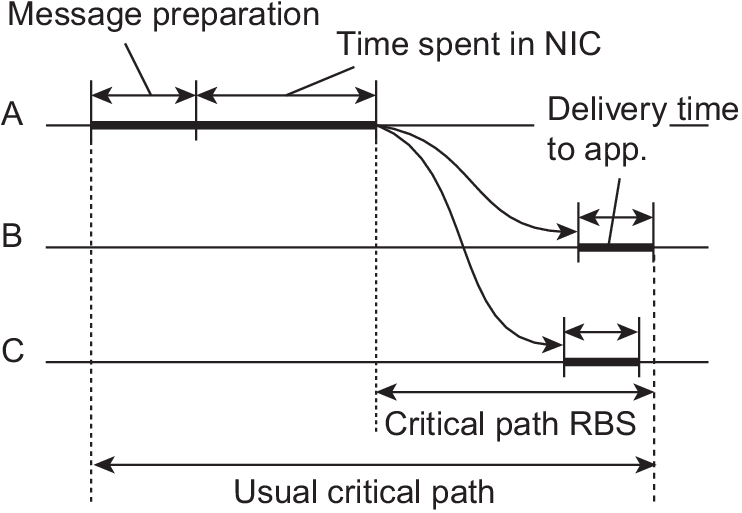 Message preparation
Time spent in NIC
A
Delivery time
to app.
B
C
Critical path RBS
Usual critical path